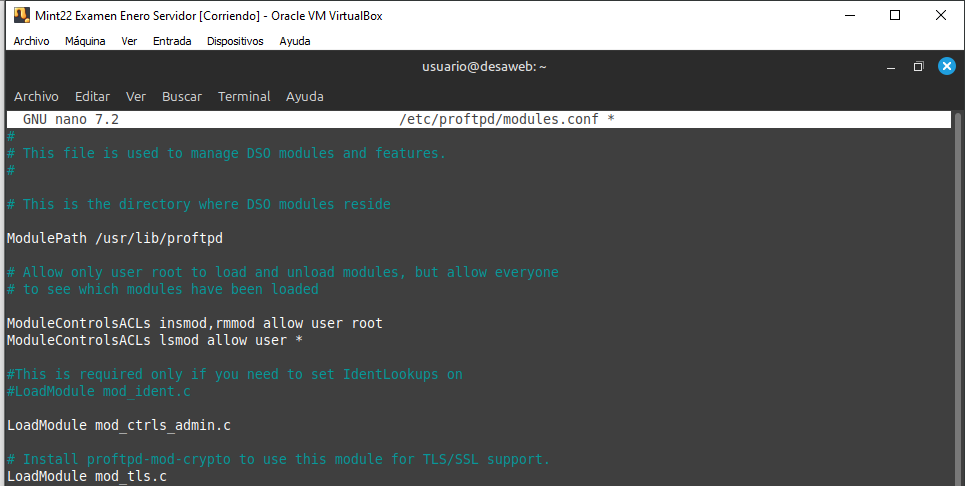 Mint22 Examen Enero Servidor [Corriendo] - Oracle VM VirtualBox
Archivo Máquina Ver Entrada Dispositivos Ayuda
usuario@desaweb: ~
Archivo Editar Ver Buscar Terminal Ayuda
GNU nano 7.2 /etc/proftpd/modules.conf *
#
# This file is used to manage DSO modules and features.
#
# This is the directory where DSO modules reside
ModulePath /usr/lib/proftpd
# Allow only user root to load and unload modules, but allow everyone
# to see which modules have been loaded
ModuleControlsACLs insmod,rmmod allow user root
ModuleControlsACLs lsmod allow user *
#This is required only if you need to set IdentLookups on
#LoadModule mod_ident.c
LoadModule mod_ctrls_admin.c
# Install proftpd-mod-crypto to use this module for TLS/SSL support.
LoadModule mod_tls.c